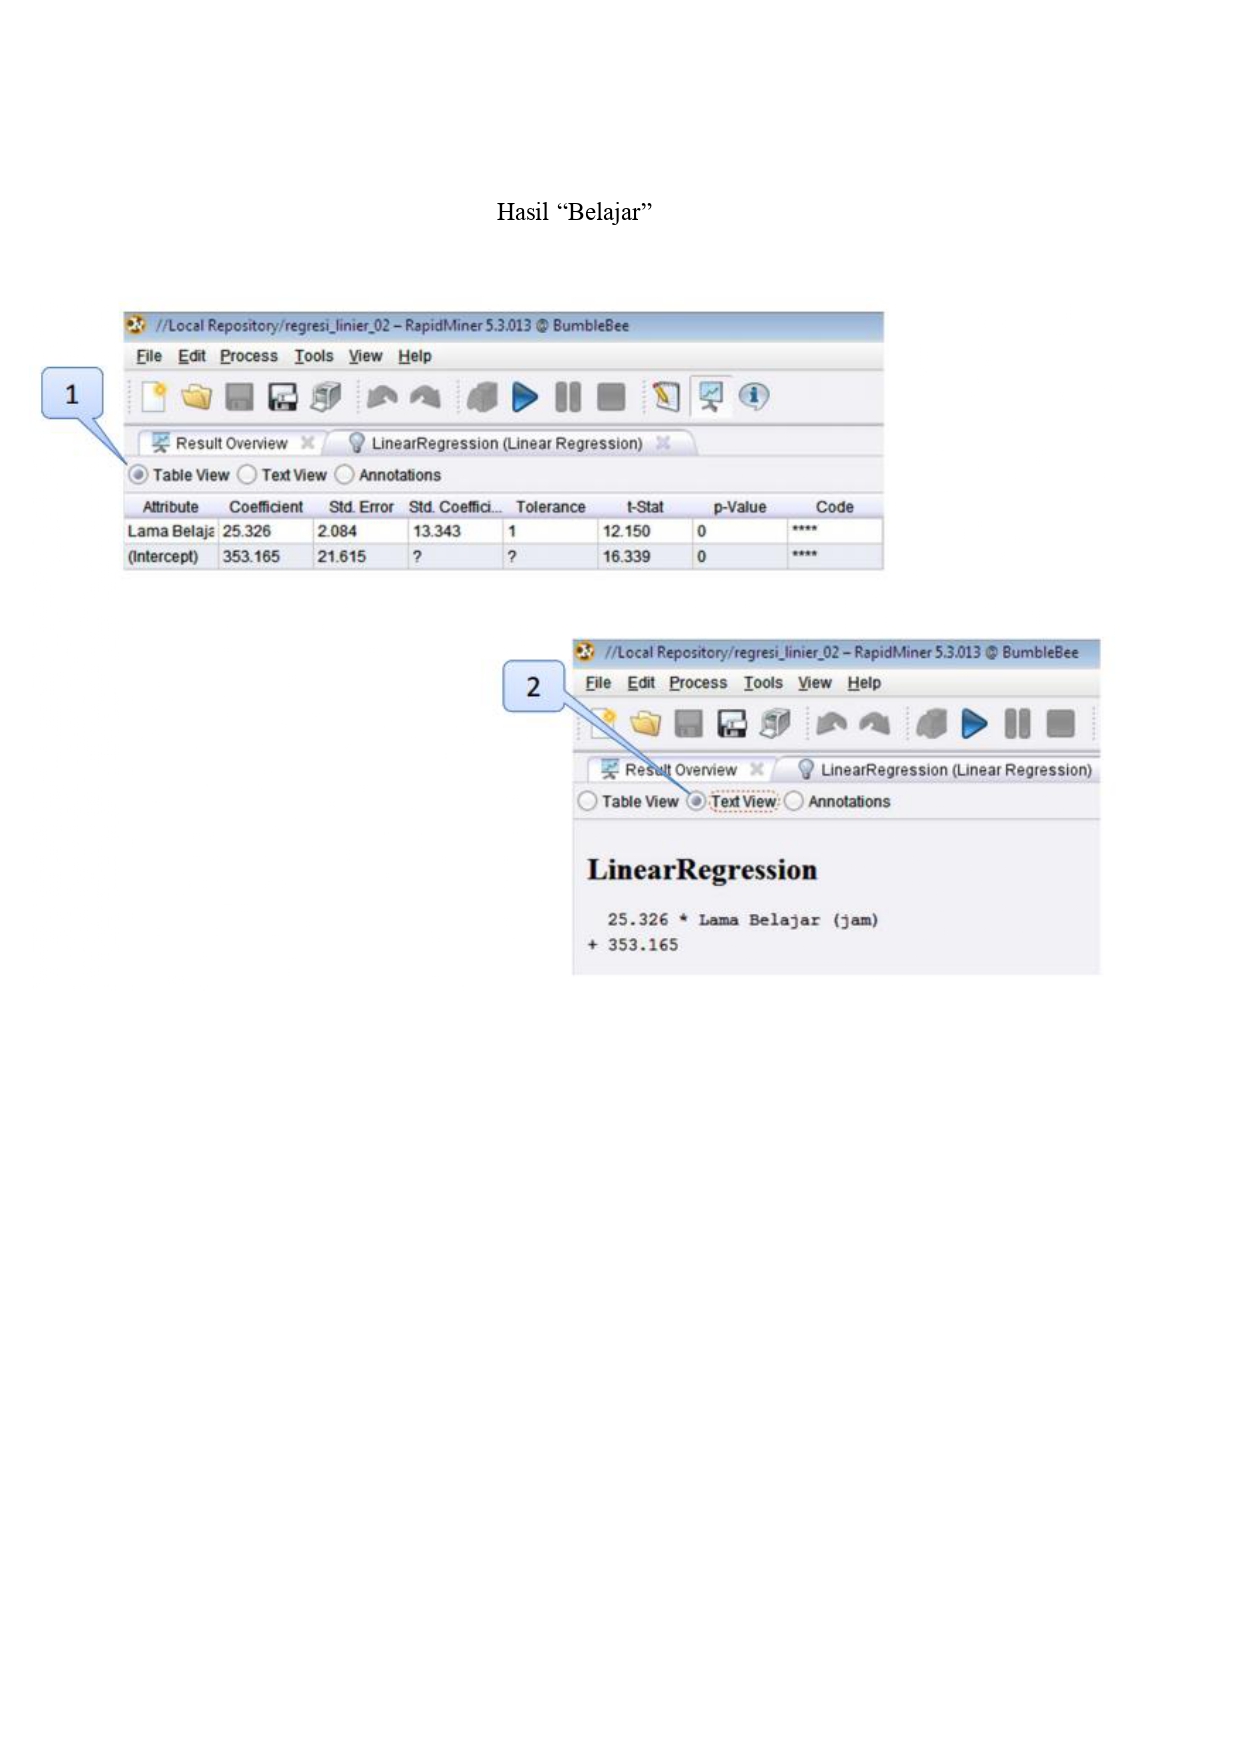 Hasil “Belajar”
//Local Repository/regresi_linier_02 – RapidMiner 5.3.013 @ BumbleBee
File Edit Process Tools View Help
1
Result Overview LinearRegression (Linear Regression)
Table View Text View Annotations
Attribute Coefficient Std. Error Std. Coeffici... Tolerance t-Stat p-Value Code
Lama Belaja 25.326 2.084 13.343 1 12.150 0 ****
(Intercept) 353.165 21.615 ? ? 16.339 0 ****
//Local Repository/regresi_linier_02 – RapidMiner 5.3.013 @ BumbleBee
File Edit Process Tools View Help
2
Result Overview LinearRegression (Linear Regression)
Table View Text View Annotations
LinearRegression
25.326 * Lama Belajar (jam)
+ 353.165